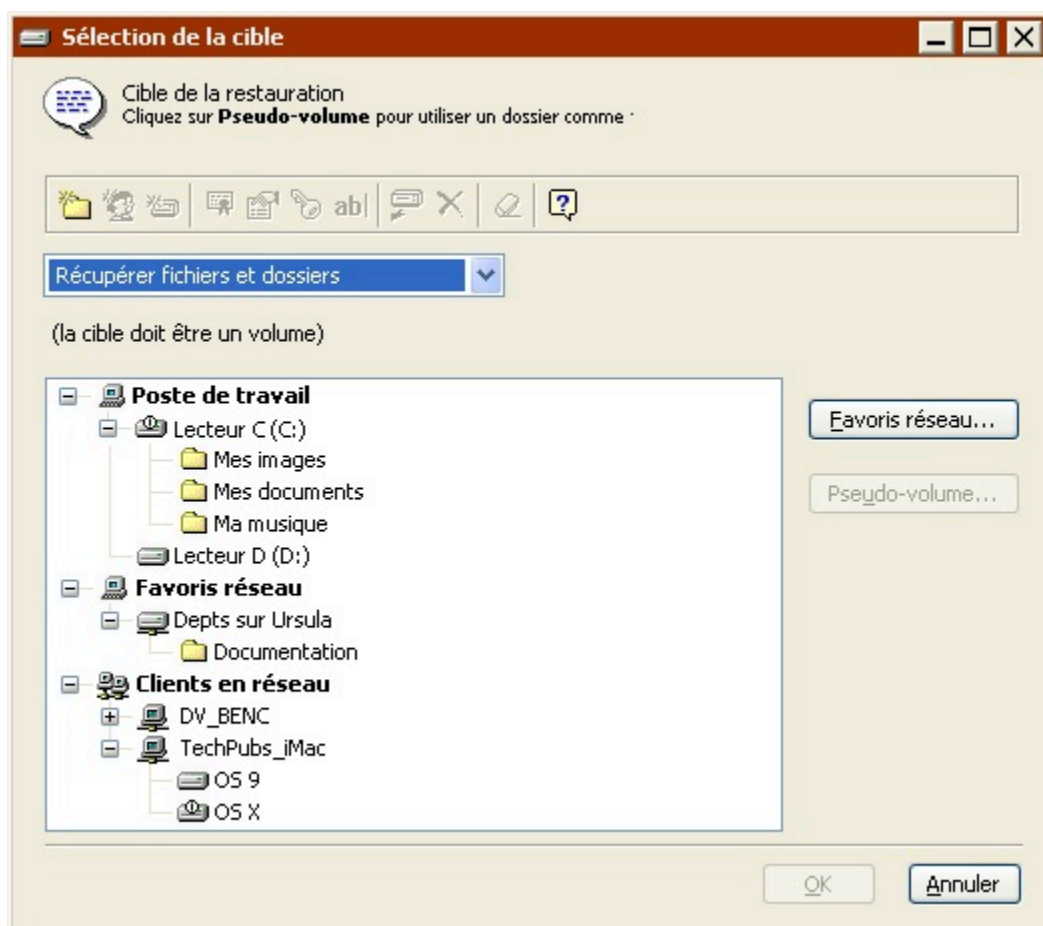 Sélection de la cible
Cible de la restauration
Cliquez sur Pseudo-volume pour utiliser un dossier comme
ab|
Récupérer fichiers et dossiers
(la cible doit être un volume)
Poste de travail
Lecteur C (C:)
Mes images
Mes documents
Ma musique
Lecteur D (D:)
Favoris réseau
Depts sur Ursula
Documentation
Clients en réseau
DV_BENC
TechPubs_iMac
OS 9
OS X
Favoris réseau...
Pseudo-volume...
OK
Annuler